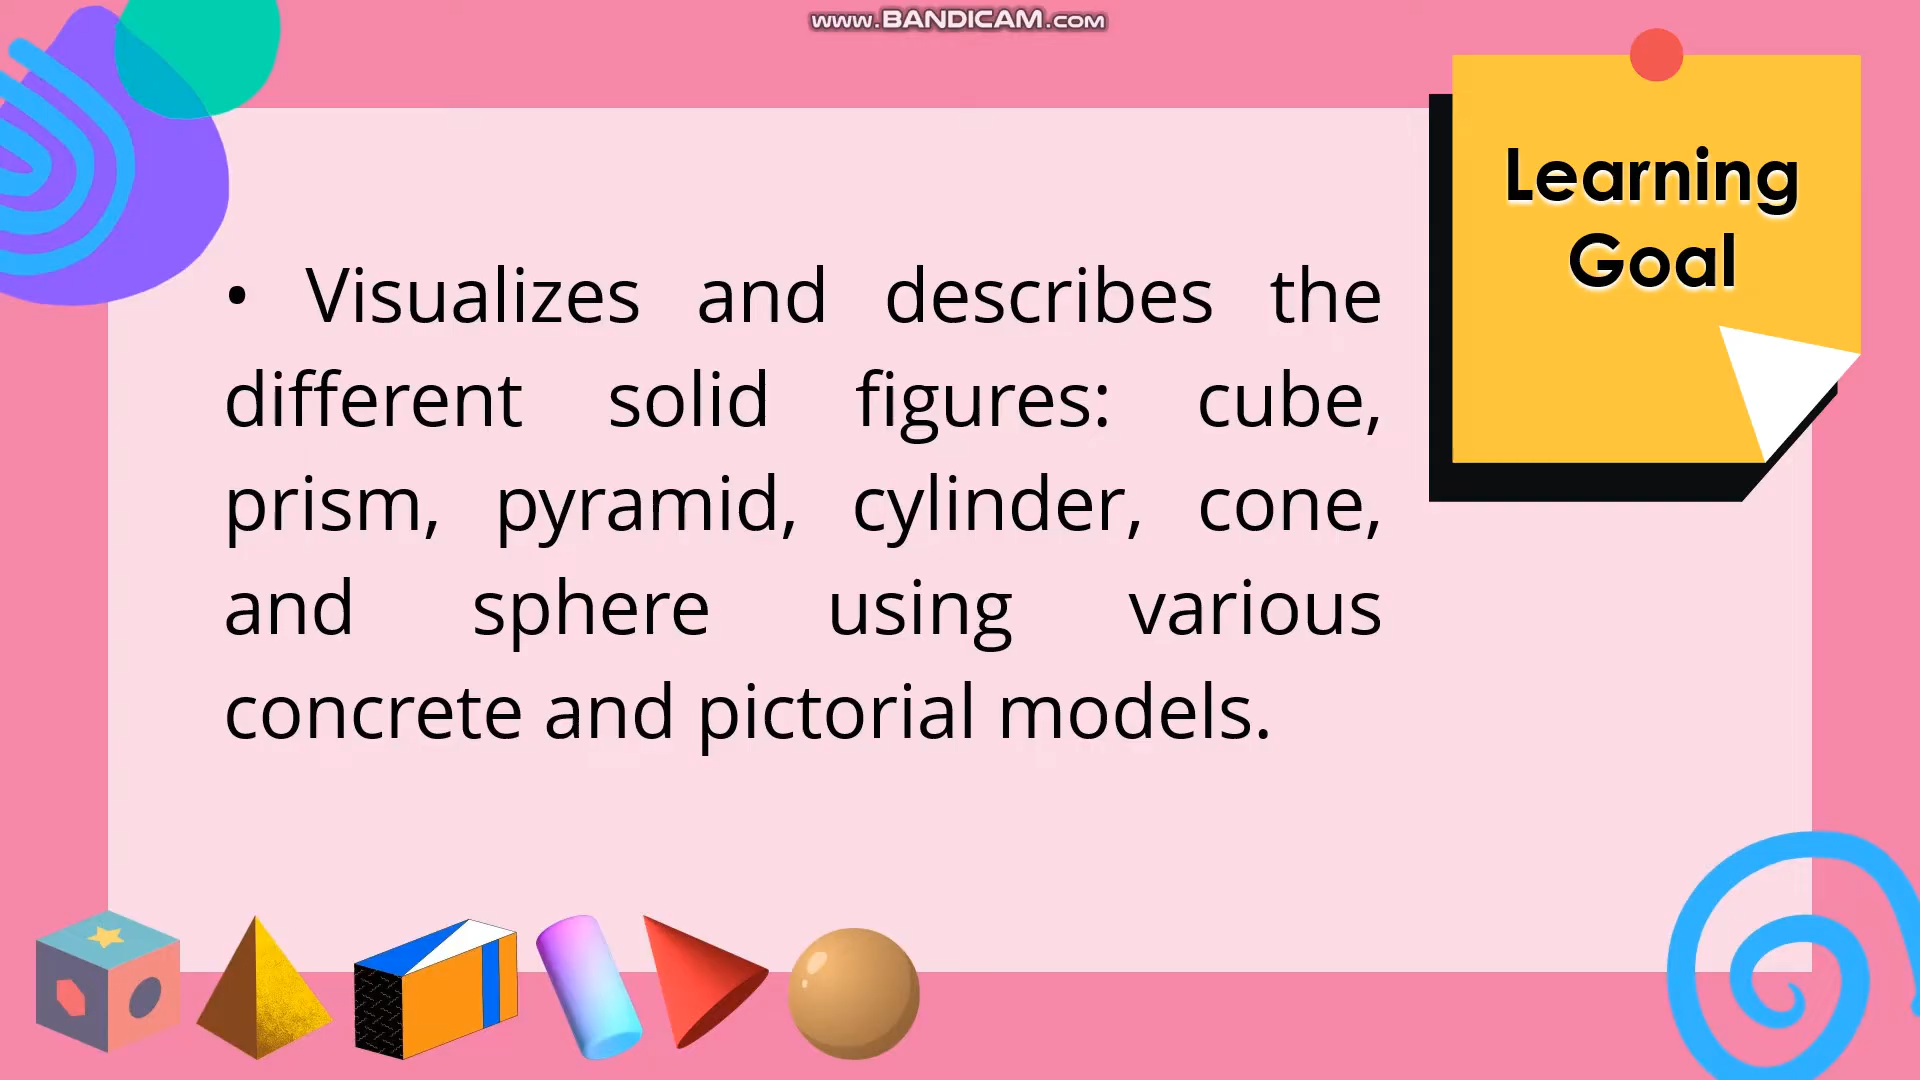 www.BANDICAM.com
Learning
Goal
• Visualizes and describes the
different solid figures: cube,
prism, pyramid, cylinder, cone,
and sphere using various
concrete and pictorial models.